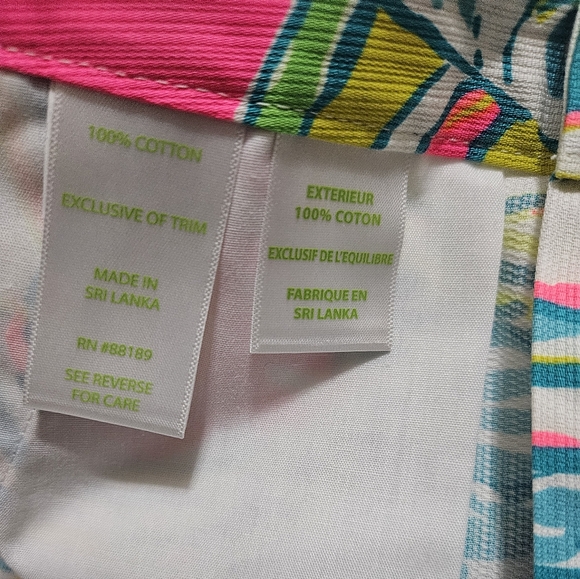 100% COTTON
EXCLUSIVE OF TRIM
MADE IN
SRI LANKA
RN #88189
SEE REVERSE
FOR CARE
EXTERIEUR
100% COTON
EXCLUSIF DE L'EQUILIBRE
FABRIQUE EN
SRI LANKA